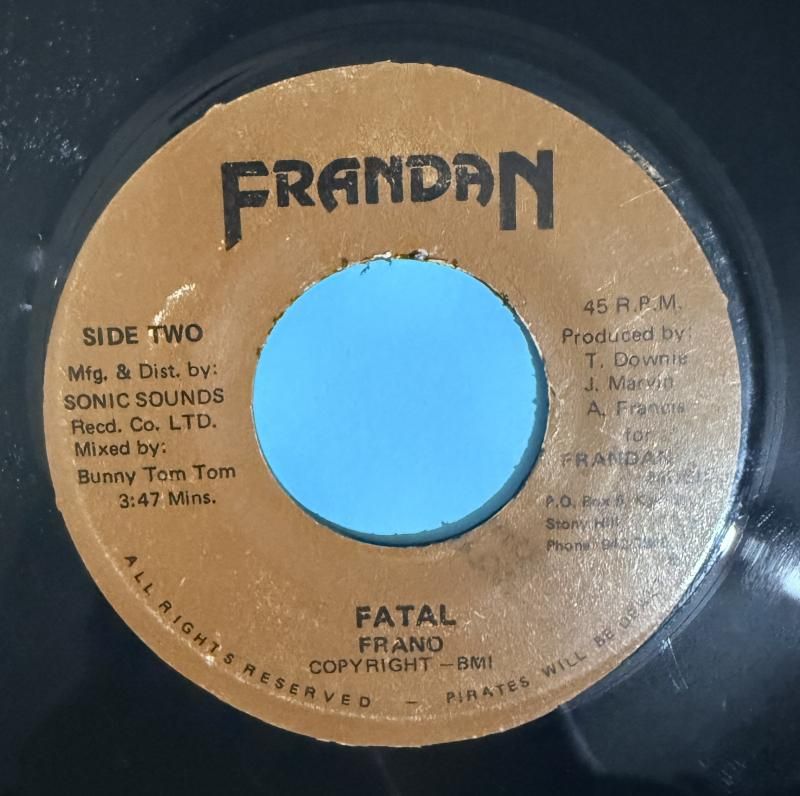 FRANDAN
SIDE TWO
Mfg. & Dist. by:
SONIC SOUNDS
Recd. Co. LTD.
Mixed by:
Bunny Tom Tom
3:47 Mins.
45 R.P.M.
Produced by:
T. Downie
J. Marvin
A. Francis
for
FRANDAN
P.O. Box
Stony Hill
Phone
FATAL
FRANO
COPYRIGHT – BMI
ALL RIGHTS RESERVED – PIRATES WILL BE